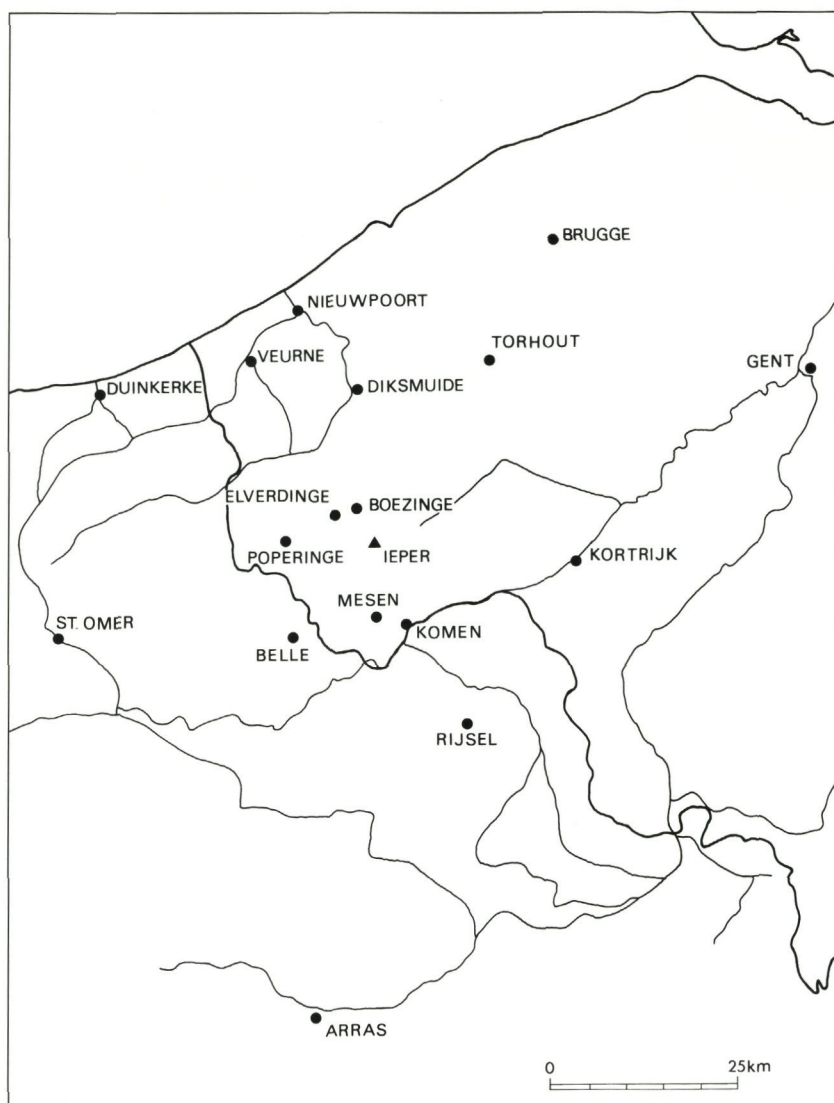 BRUGGE
NIEUWPOORT
TORHOUT
VEURNE
GENT
DUINKERKE
DIKSMUIDE
ELVERDINGE
BOEZINGE
POPERINGE
IEPER
KORTRIJK
MESEN
ST. OMER
KOMEN
BELLE
RIJSEL
ARRAS
0 25km